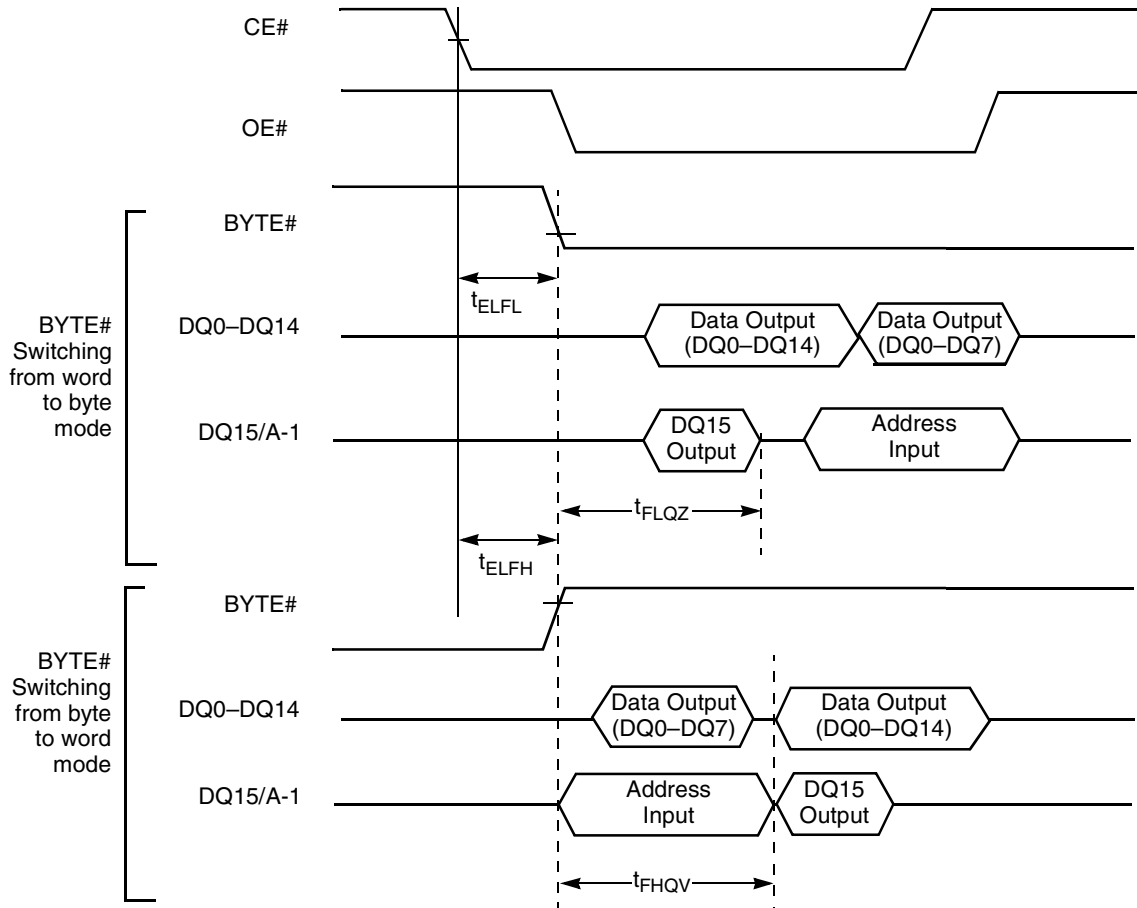 CE#
OE#
BYTE#
tELFL
BYTE#
Switching
from word
to byte
mode
DQ0–DQ14
Data Output
(DQ0–DQ14)
Data Output
(DQ0–DQ7)
DQ15/A-1
DQ15
Output
Address
Input
tFLQZ
tELFH
BYTE#
BYTE#
Switching
from byte
to word
mode
DQ0–DQ14
Data Output
(DQ0–DQ7)
Data Output
(DQ0–DQ14)
DQ15/A-1
Address
Input
DQ15
Output
tFHQV